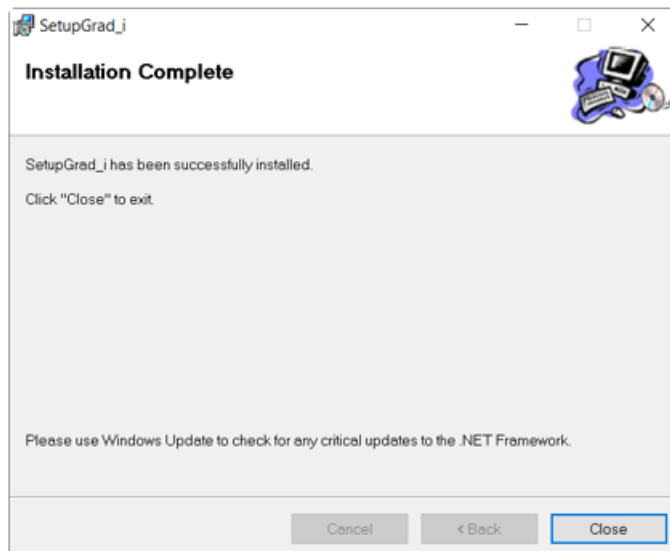 SetupGrad_i
Installation Complete
SetupGrad_i has been successfully installed.
Click "Close" to exit.
Please use Windows Update to check for any critical updates to the .NET Framework.
Cancel
< Back
Close